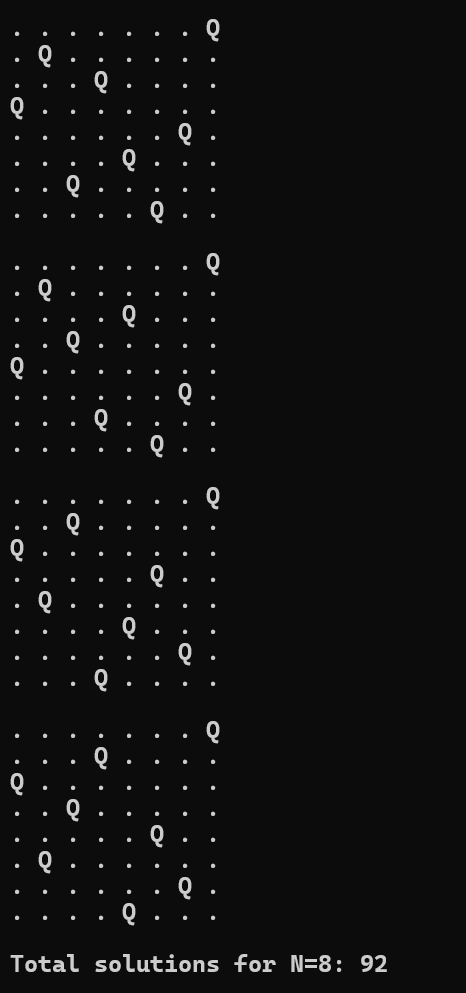 . . . . . . . Q
. Q . . . . . .
. . . Q . . . .
Q . . . . . . .
. . . . . . Q .
. . . . Q . . .
. . Q . . . . .
. . . . . Q . .

. . . . . . . Q
. Q . . . . . .
. . . . Q . . .
. . Q . . . . .
Q . . . . . . .
. . . . . . Q .
. . . Q . . . .
. . . . . Q . .

. . . . . . . Q
. . Q . . . . .
Q . . . . . . .
. . . . . Q . .
. Q . . . . . .
. . . . Q . . .
. . . . . . Q .
. . . Q . . . .

. . . . . . . Q
. . . Q . . . .
Q . . . . . . .
. . Q . . . . .
. . . . . Q . .
. Q . . . . . .
. . . . . . Q .
. . . . Q . . .

Total solutions for N=8: 92